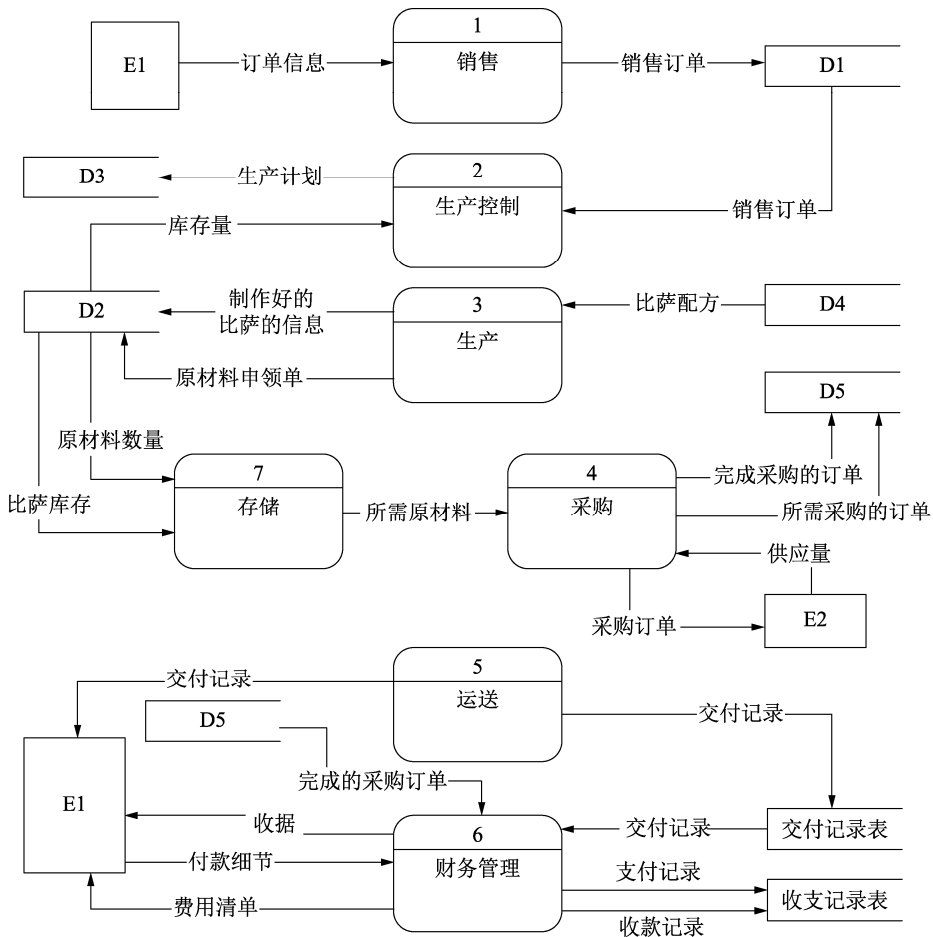 1
E1
订单信息
销售
销售订单
D1
2
D3
生产计划
生产控制
销售订单
库存量
D2
制作好的
比萨的信息
3
生产
比萨配方
D4
原材料申领单
D5
原材料数量
7
存储
比萨库存
所需原材料
4
采购
完成采购的订单
所需采购的订单
供应量
采购订单
E2
5
运送
交付记录
交付记录
D5
完成的采购订单
E1
收据
6
财务管理
交付记录
交付记录表
付款细节
支付记录
收支记录表
费用清单
收款记录